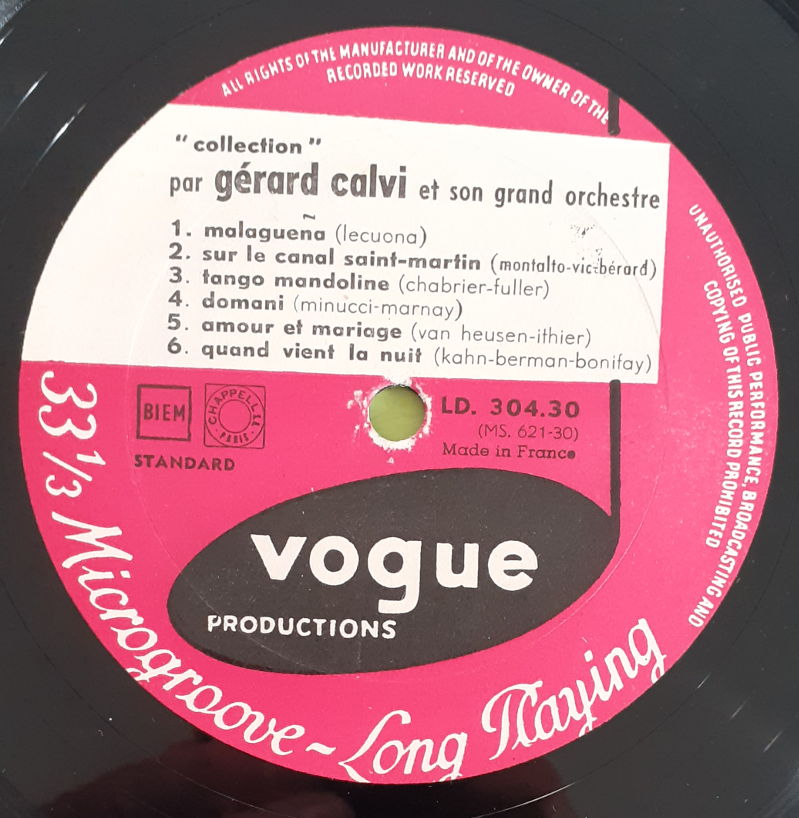 ALL RIGHTS OF THE MANUFACTURER AND OF THE OWNER OF THE
RECORDED WORK RESERVED
"collection"
par gérard calvi et son grand orchestre
1. malagueña (lecuona)
2. sur le canal saint-martin (montalto-vic-bérard)
3. tango mandoline (chabrier-fuller)
4. domani (minucci-marnay)
5. amour et mariage (van heusen-ithier)
6. quand vient la nuit (kahn-berman-bonifay)
UNAUTHORISED PUBLIC PERFORMANCE, BROADCASTING AND
COPYING OF THIS RECORD PROHIBITED
BIEM
CHAPPELL S.A.
PARIS
STANDARD
LD. 304.30
(MS. 621-30)
Made in France
vogue
PRODUCTIONS
33 1/3 Microgroove - Long Playing